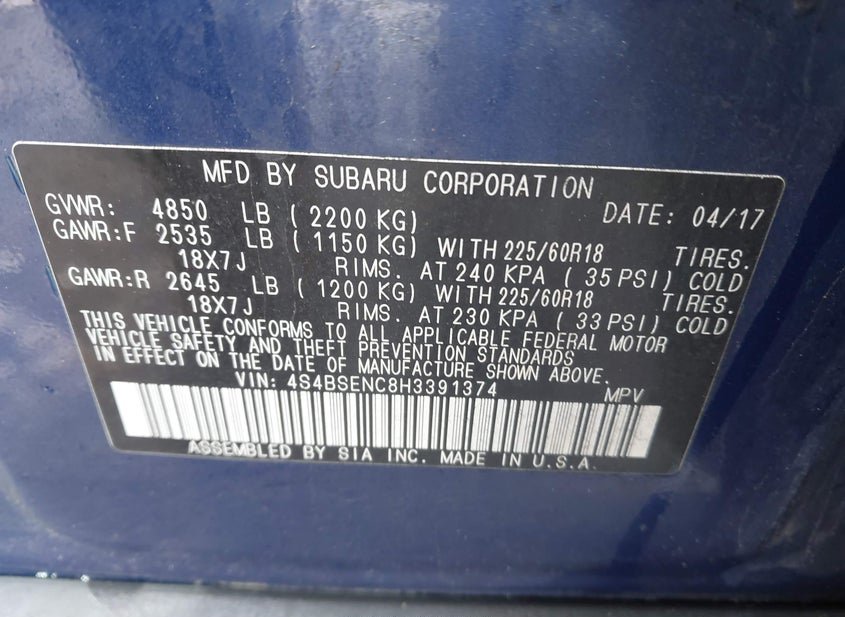 MFD BY SUBARU CORPORATION
GVWR: 4850 LB ( 2200 KG) DATE: 04/17
GAWR:F 2535 LB ( 1150 KG) WITH 225/60R18 TIRES.
18X7J RIMS. AT 240 KPA ( 35 PSI) COLD
GAWR:R 2645 LB ( 1200 KG) WITH 225/60R18 TIRES.
18X7J RIMS. AT 230 KPA ( 33 PSI) COLD
THIS VEHICLE CONFORMS TO ALL APPLICABLE FEDERAL MOTOR
VEHICLE SAFETY AND THEFT PREVENTION STANDARDS
IN EFFECT ON THE DATE OF MANUFACTURE SHOWN ABOVE.
VIN: 4S4BSENC8H3391374 MPV
ASSEMBLED BY SIA INC. MADE IN U.S.A.